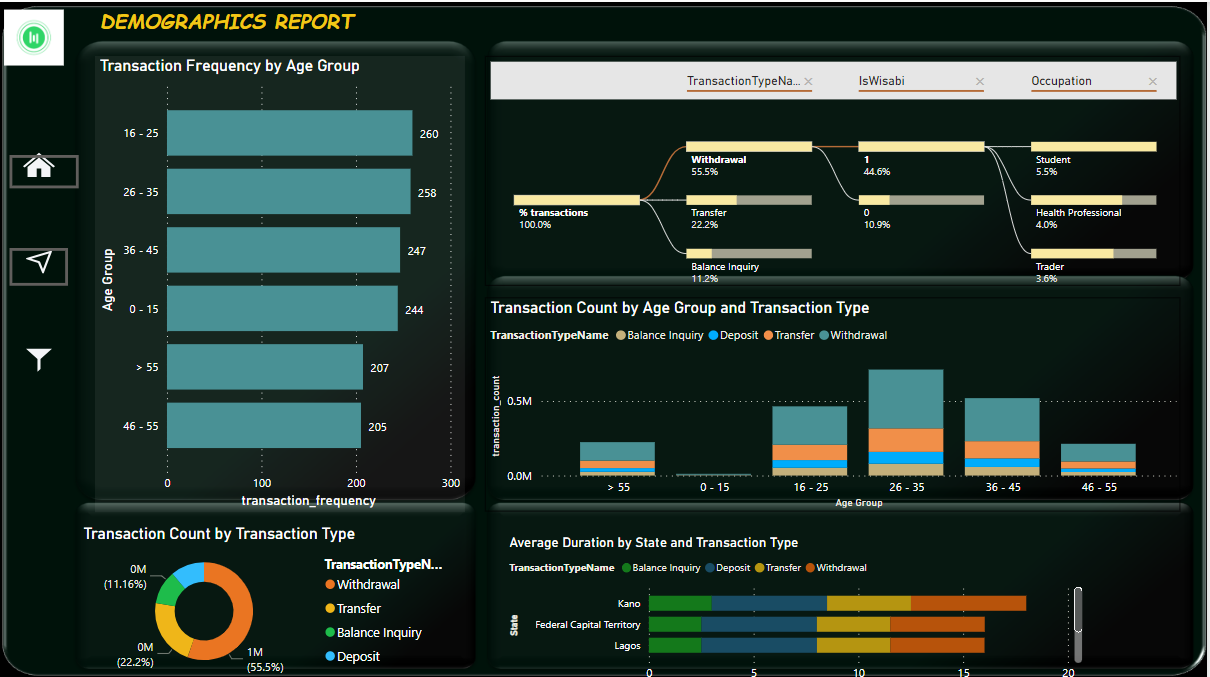 DEMOGRAPHICS REPORT
Transaction Frequency by Age Group
Age Group
16 - 25
260
26 - 35
258
36 - 45
247
0 - 15
244
> 55
207
46 - 55
205
0
100
200
300
transaction_frequency
TransactionTypeNa...
IsWisabi
Occupation
% transactions
100.0%
Withdrawal
55.5%
Transfer
22.2%
Balance Inquiry
11.2%
1
44.6%
0
10.9%
Student
5.5%
Health Professional
4.0%
Trader
3.6%
Transaction Count by Age Group and Transaction Type
TransactionTypeName Balance Inquiry Deposit Transfer Withdrawal
transaction_count
0.5M
0.0M
> 55
0 - 15
16 - 25
26 - 35
36 - 45
46 - 55
Age Group
Transaction Count by Transaction Type
0M
(11.16%)
0M
(22.2%)
1M
(55.5%)
TransactionTypeN...
Withdrawal
Transfer
Balance Inquiry
Deposit
Average Duration by State and Transaction Type
TransactionTypeName Balance Inquiry Deposit Transfer Withdrawal
State
Kano
Federal Capital Territory
Lagos
0
5
10
15
20